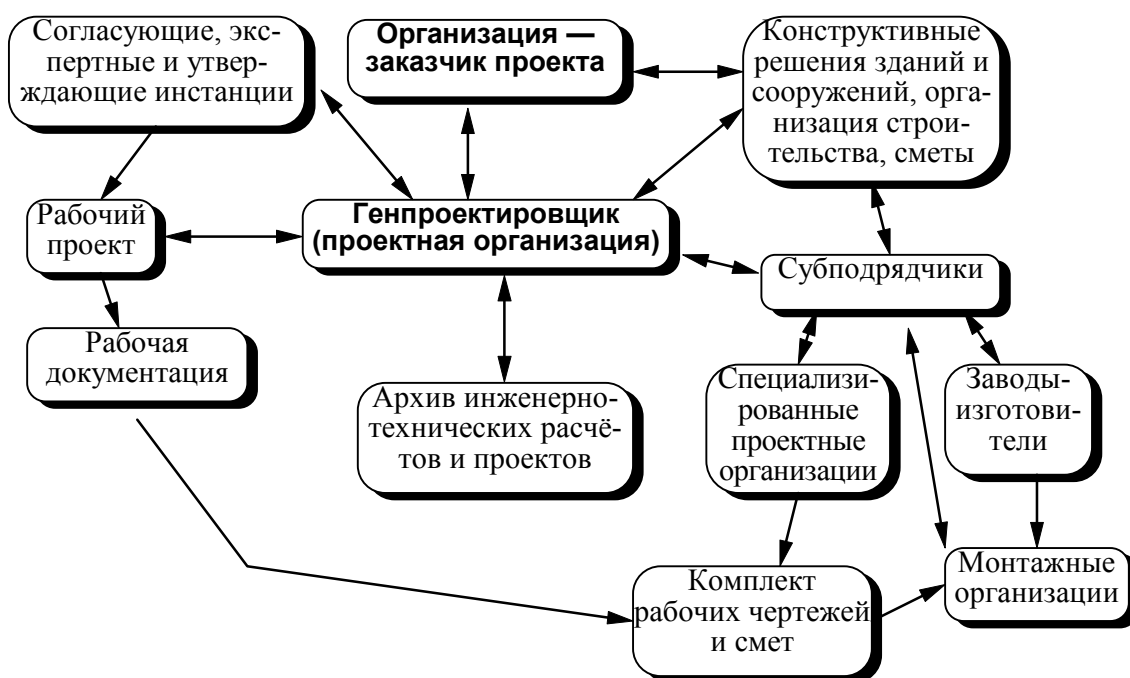 Согласующие, экс-
пертные и утвер-
ждающие инстанции
Организация —
заказчик проекта
Конструктивные
решения зданий и
сооружений, орга-
низация строи-
тельства, сметы
Рабочий
проект
Генпроектировщик
(проектная организация)
Субподрядчики
Рабочая
документация
Архив инженерно-
технических расчё-
тов и проектов
Специализи-
рованные
проектные
организации
Заводы-
изготови-
тели
Комплект
рабочих чертежей
и смет
Монтажные
организации